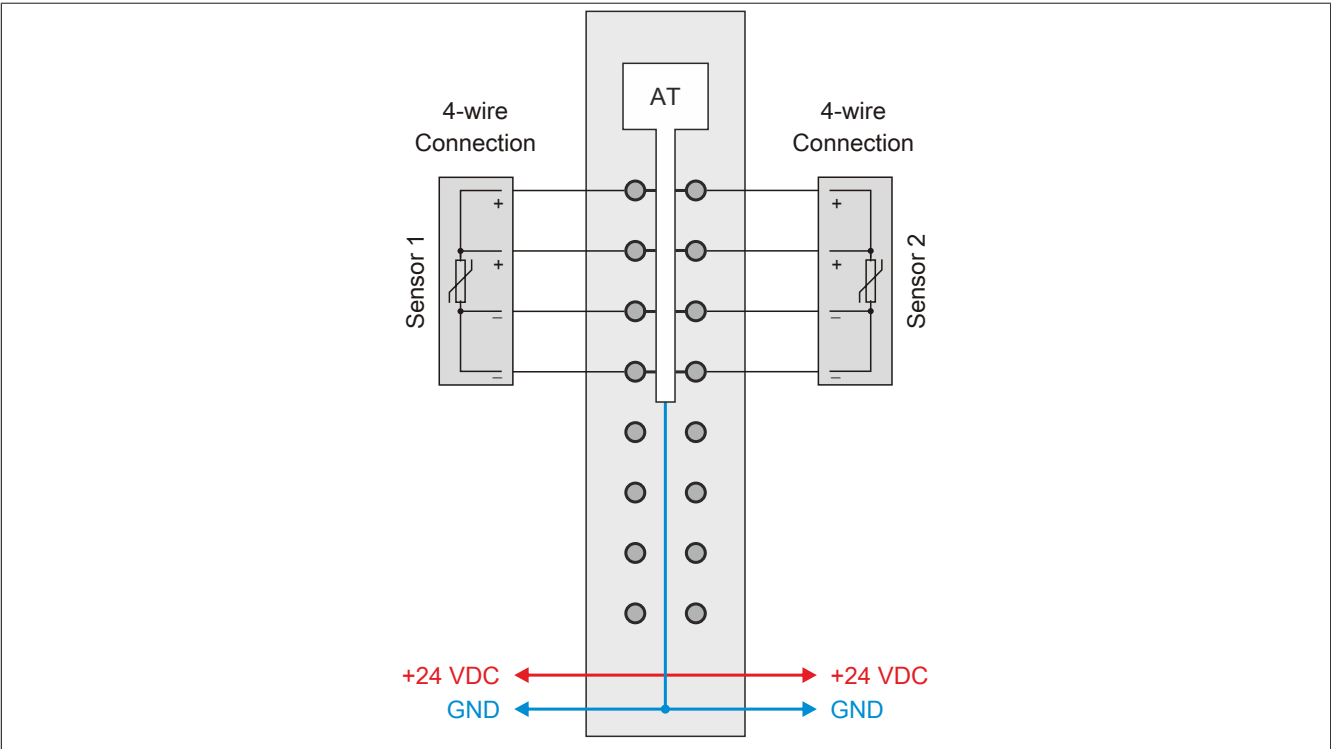 AT
4-wire
Connection
4-wire
Connection
Sensor 1
+
+
–
–
Sensor 2
+
+
–
–
+24 VDC
+24 VDC
GND
GND